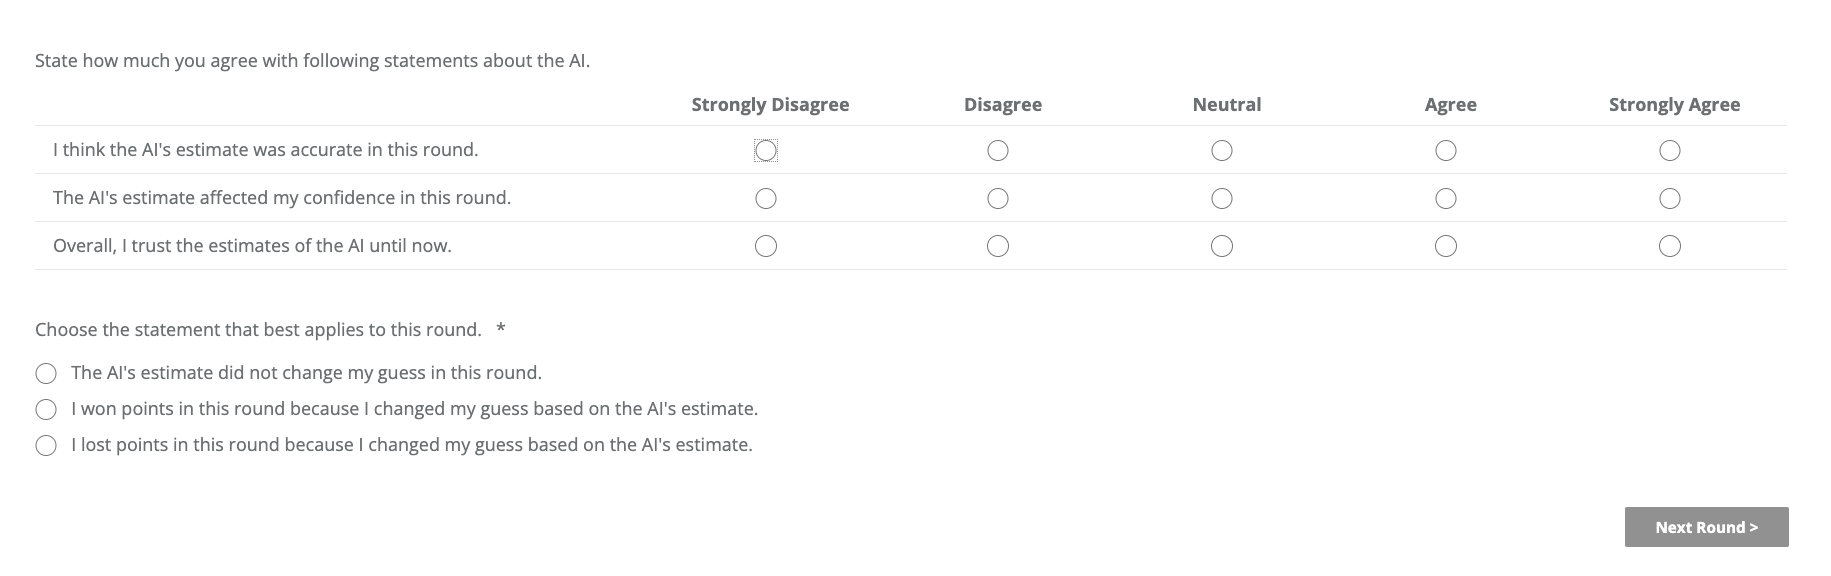 State how much you agree with following statements about the AI.
Strongly Disagree Disagree Neutral Agree Strongly Agree
I think the AI's estimate was accurate in this round.
The AI's estimate affected my confidence in this round.
Overall, I trust the estimates of the AI until now.
Choose the statement that best applies to this round. *
The AI's estimate did not change my guess in this round.
I won points in this round because I changed my guess based on the AI's estimate.
I lost points in this round because I changed my guess based on the AI's estimate.
Next Round >